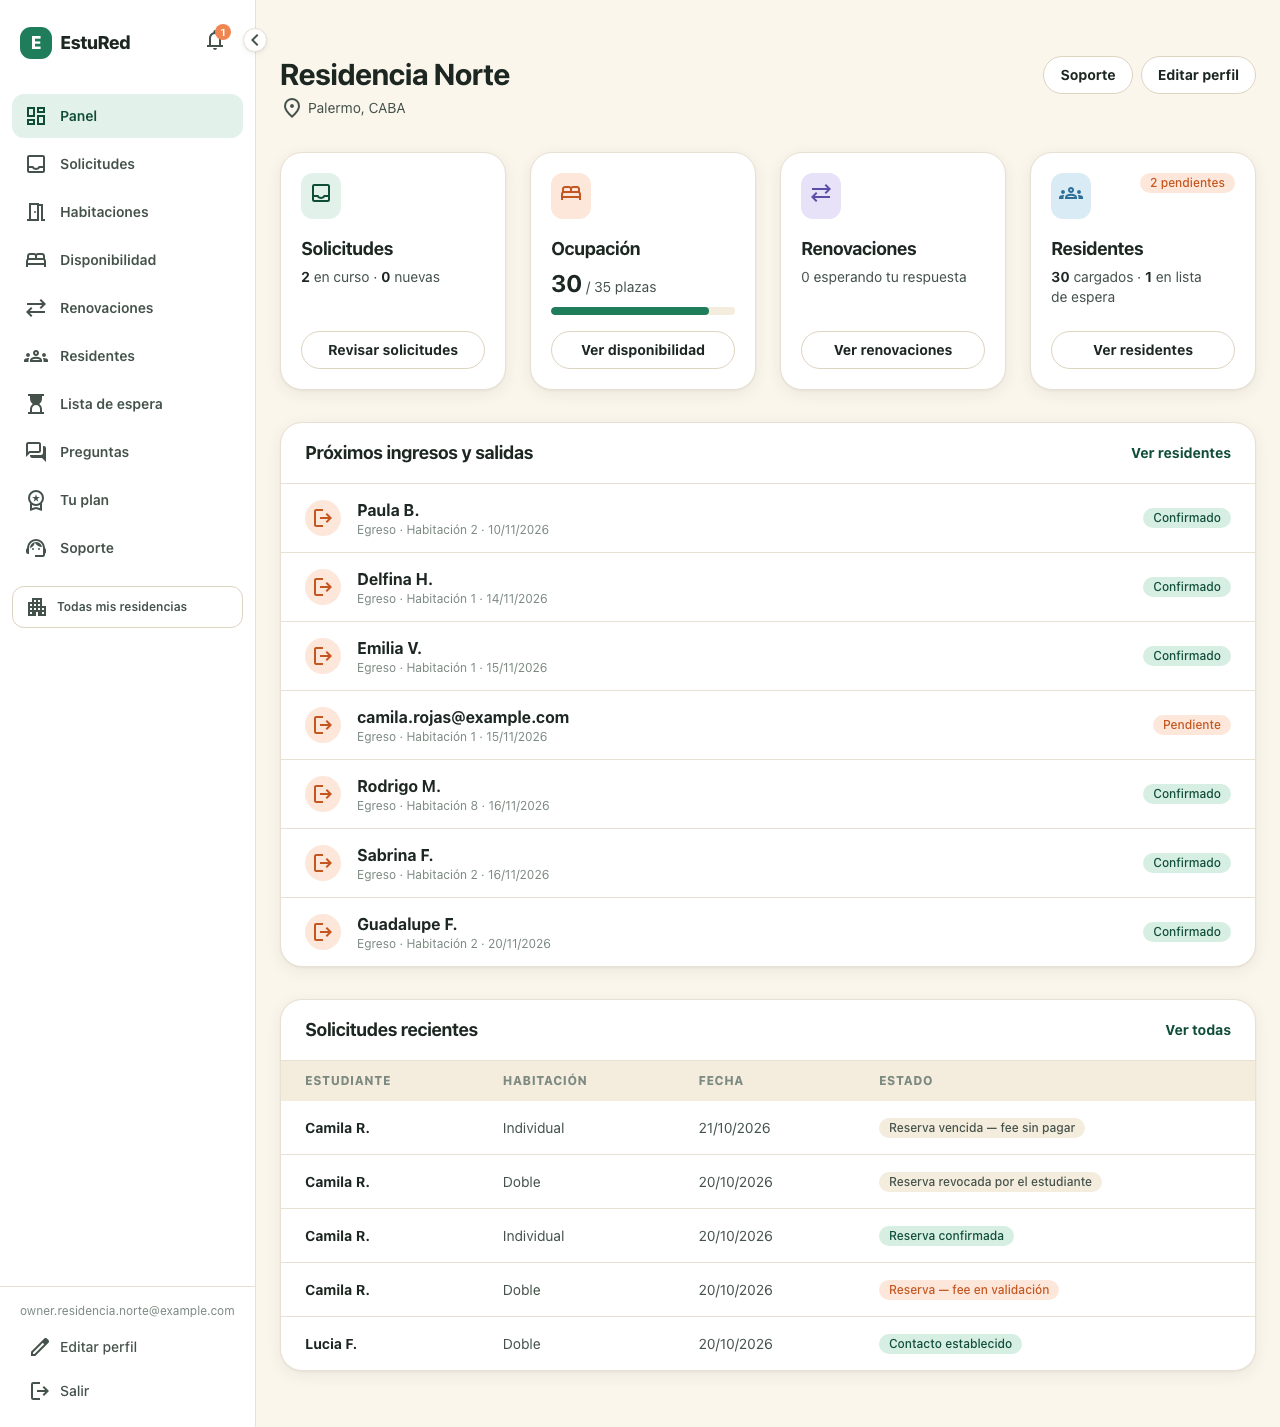 E EstuRed 1
Panel
Solicitudes
Habitaciones
Disponibilidad
Renovaciones
Residentes
Lista de espera
Preguntas
Tu plan
Soporte
Todas mis residencias
owner.residencia.norte@example.com
Editar perfil
Salir
Residencia Norte
Palermo, CABA
Soporte Editar perfil
Solicitudes
2 en curso · 0 nuevas
Revisar solicitudes
Ocupación
30 / 35 plazas
Ver disponibilidad
Renovaciones
0 esperando tu respuesta
Ver renovaciones
2 pendientes
Residentes
30 cargados · 1 en lista
de espera
Ver residentes
Próximos ingresos y salidas Ver residentes
Paula B.
Egreso · Habitación 2 · 10/11/2026
Confirmado
Delfina H.
Egreso · Habitación 1 · 14/11/2026
Confirmado
Emilia V.
Egreso · Habitación 1 · 15/11/2026
Confirmado
camila.rojas@example.com
Egreso · Habitación 1 · 15/11/2026
Pendiente
Rodrigo M.
Egreso · Habitación 8 · 16/11/2026
Confirmado
Sabrina F.
Egreso · Habitación 2 · 16/11/2026
Confirmado
Guadalupe F.
Egreso · Habitación 2 · 20/11/2026
Confirmado
Solicitudes recientes Ver todas
ESTUDIANTE HABITACIÓN FECHA ESTADO
Camila R. Individual 21/10/2026 Reserva vencida — fee sin pagar
Camila R. Doble 20/10/2026 Reserva revocada por el estudiante
Camila R. Individual 20/10/2026 Reserva confirmada
Camila R. Doble 20/10/2026 Reserva — fee en validación
Lucia F. Doble 20/10/2026 Contacto establecido